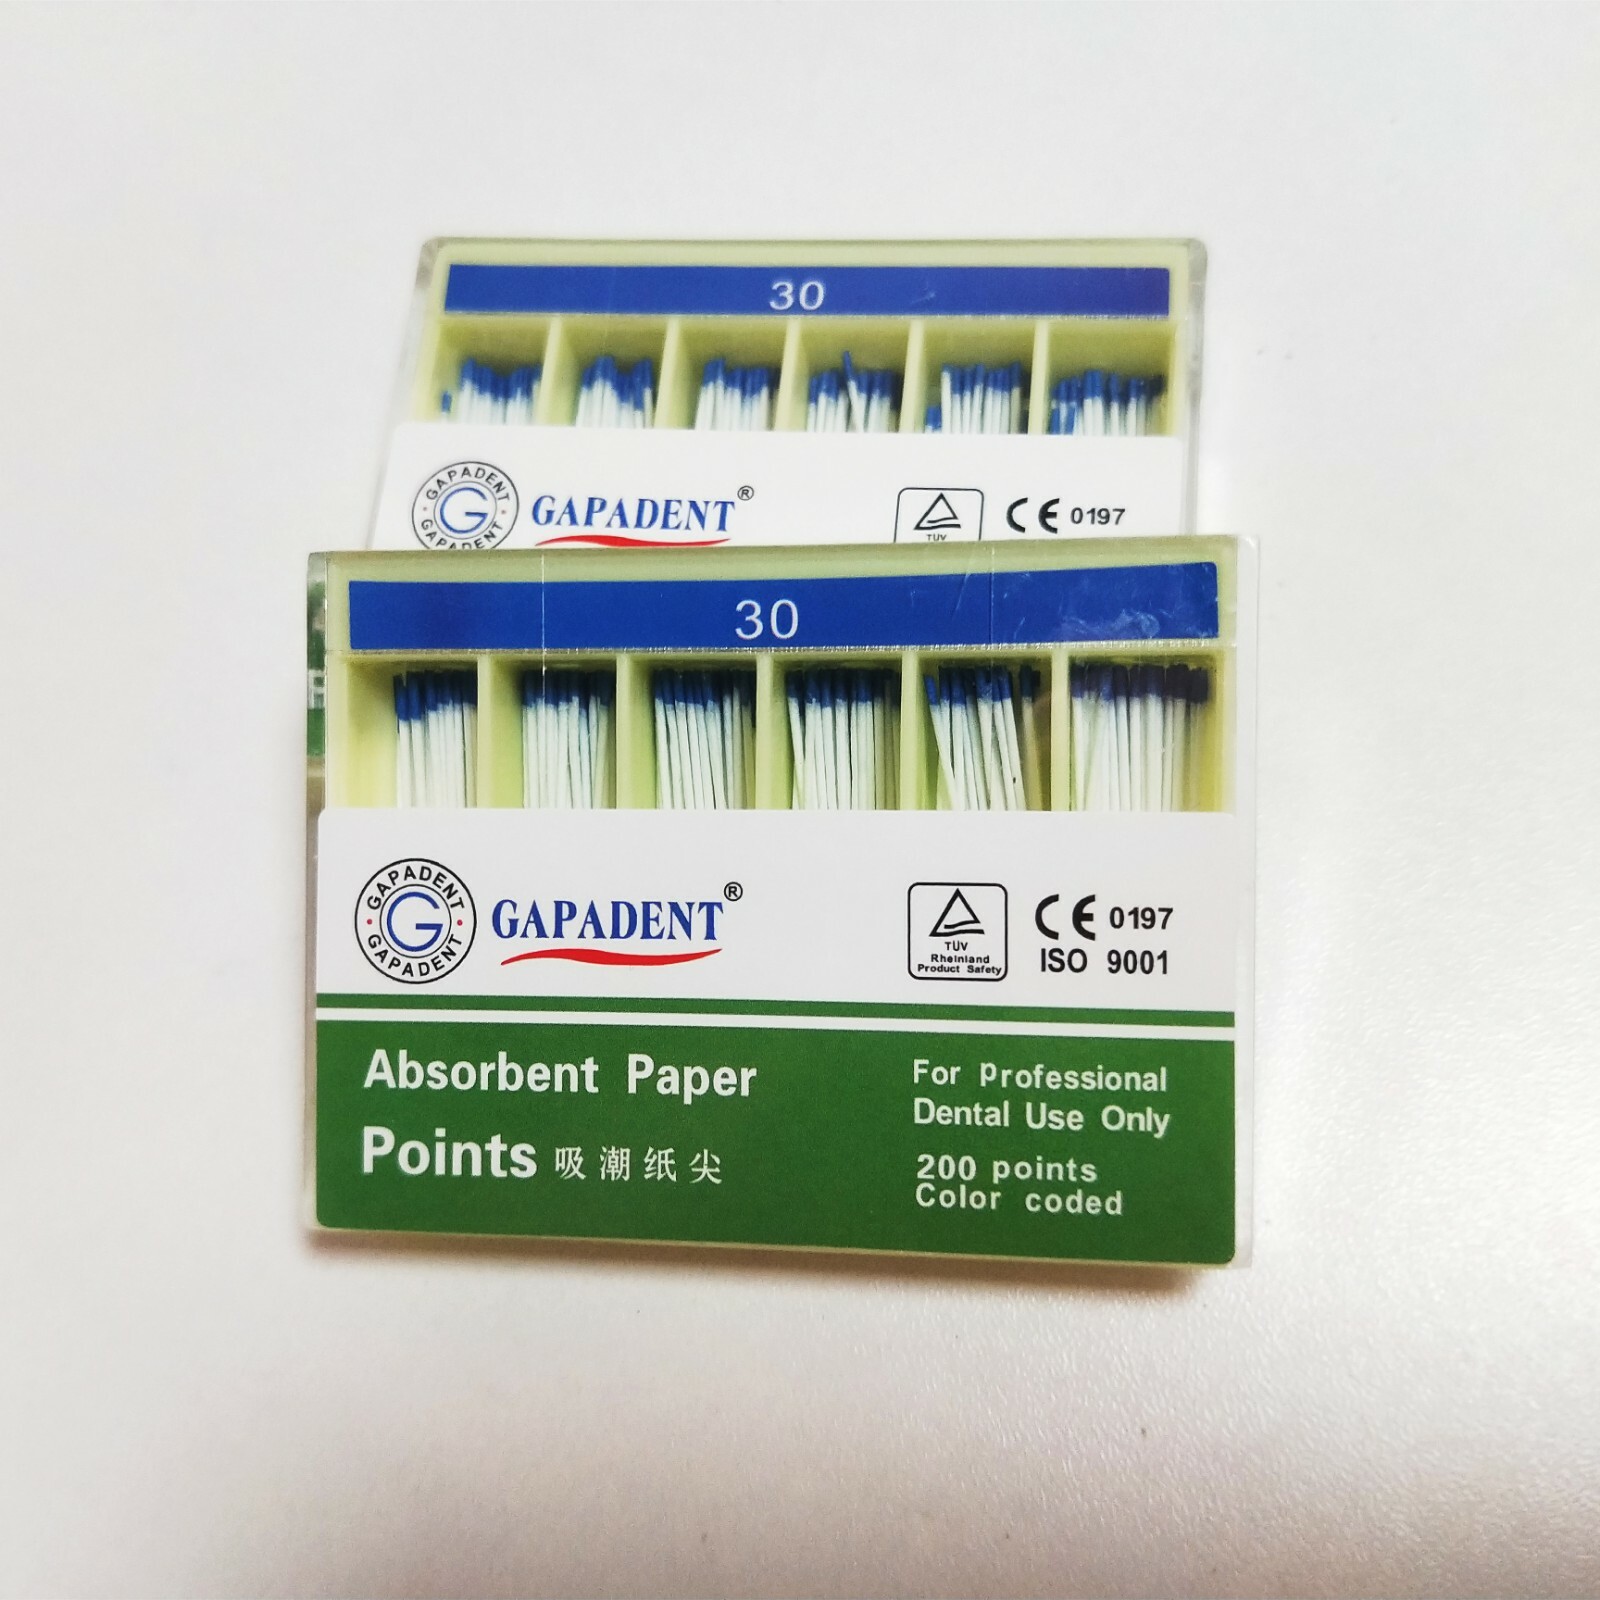 30
GAPADENT
GAPADENT
G
GAPADENT®
TÜV
CE 0197
30
GAPADENT
GAPADENT
G
GAPADENT®
TÜV
Rheinland
Product Safety
CE 0197
ISO 9001
Absorbent Paper
Points 吸潮纸尖
For Professional
Dental Use Only
200 points
Color coded